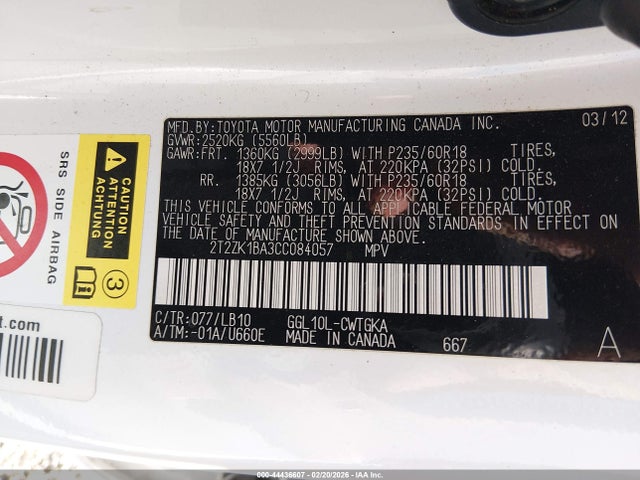 MFD.BY:TOYOTA MOTOR MANUFACTURING CANADA INC. 03/12
GVWR:2520KG (5560LB)
GAWR:FRT. 1360KG (2999LB) WITH P235/60R18 TIRES,
18X7 1/2J RIMS, AT 220KPA (32PSI) COLD.
RR. 1385KG (3056LB) WITH P235/60R18 TIRES,
18X7 1/2J RIMS, AT 220KPA (32PSI) COLD.
THIS VEHICLE CONFORMS TO ALL APPLICABLE FEDERAL MOTOR
VEHICLE SAFETY AND THEFT PREVENTION STANDARDS IN EFFECT ON
THE DATE OF MANUFACTURE SHOWN ABOVE.
2T2ZK1BA3CC084057 MPV
C/TR:077/LB10 GGL10L-CWTGKA
A/TM:-01A/U660E MADE IN CANADA 667 A
SRS SIDE AIRBAG
CAUTION
ATTENTION
3
t.com
000-44436607 - 02/20/2026 - IAA Inc.